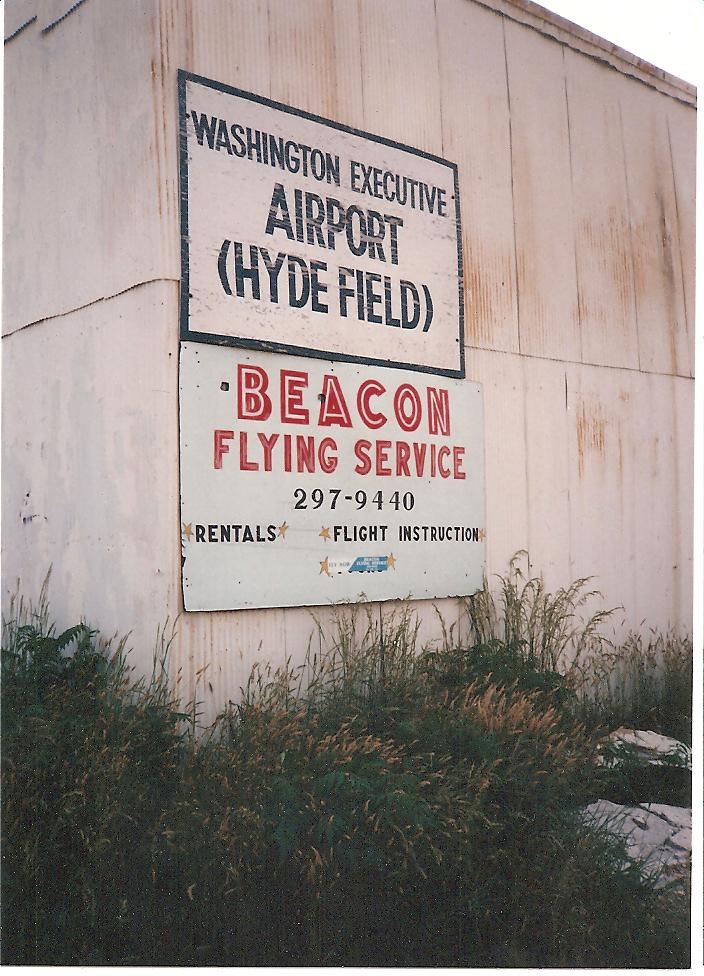 WASHINGTON EXECUTIVE
AIRPORT
(HYDE FIELD)
BEACON
FLYING SERVICE
297-9440
RENTALS FLIGHT INSTRUCTION